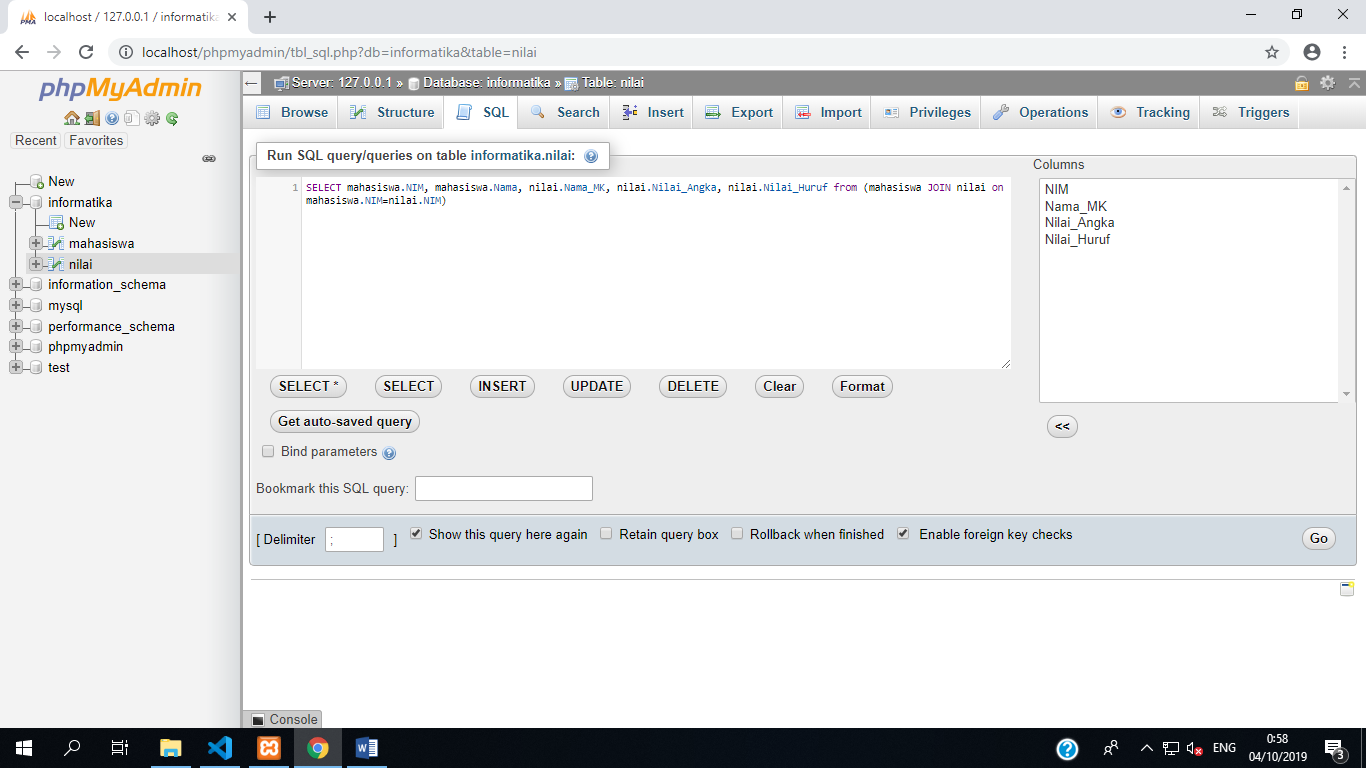 localhost / 127.0.0.1 / informatika
localhost/phpmyadmin/tbl_sql.php?db=informatika&table=nilai
phpMyAdmin
Recent Favorites
New
informatika
New
mahasiswa
nilai
information_schema
mysql
performance_schema
phpmyadmin
test
Server: 127.0.0.1 » Database: informatika » Table: nilai
Browse Structure SQL Search Insert Export Import Privileges Operations Tracking Triggers
Run SQL query/queries on table informatika.nilai:
1 SELECT mahasiswa.NIM, mahasiswa.Nama, nilai.Nama_MK, nilai.Nilai_Angka, nilai.Nilai_Huruf from (mahasiswa JOIN nilai on
mahasiswa.NIM=nilai.NIM)
Columns
NIM
Nama_MK
Nilai_Angka
Nilai_Huruf
SELECT * SELECT INSERT UPDATE DELETE Clear Format
Get auto-saved query
<<
Bind parameters
Bookmark this SQL query:
[ Delimiter ; ] Show this query here again Retain query box Rollback when finished Enable foreign key checks Go
Console
ENG
0:58
04/10/2019
3